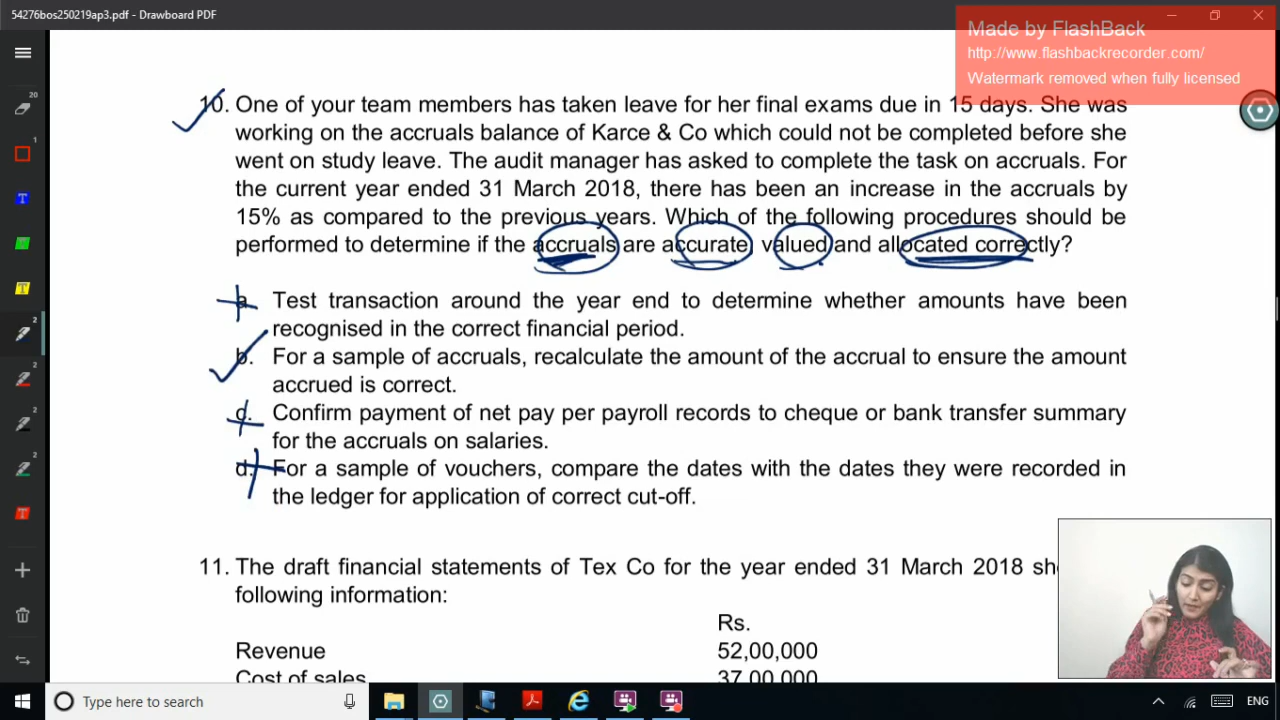 54276bos250219ap3.pdf - Drawboard PDF
Made by FlashBack
http://www.flashbackrecorder.com/
Watermark removed when fully licensed
10. One of your team members has taken leave for her final exams due in 15 days. She was
working on the accruals balance of Karce & Co which could not be completed before she
went on study leave. The audit manager has asked to complete the task on accruals. For
the current year ended 31 March 2018, there has been an increase in the accruals by
15% as compared to the previous years. Which of the following procedures should be
performed to determine if the accruals are accurate, valued and allocated correctly?
a. Test transaction around the year end to determine whether amounts have been
recognised in the correct financial period.
b. For a sample of accruals, recalculate the amount of the accrual to ensure the amount
accrued is correct.
c. Confirm payment of net pay per payroll records to cheque or bank transfer summary
for the accruals on salaries.
d. For a sample of vouchers, compare the dates with the dates they were recorded in
the ledger for application of correct cut-off.
11. The draft financial statements of Tex Co for the year ended 31 March 2018
following information:
Rs.
Revenue 52,00,000
Cost of sales 37,00,000
20
1
2
2
2
2
Type here to search
ENG